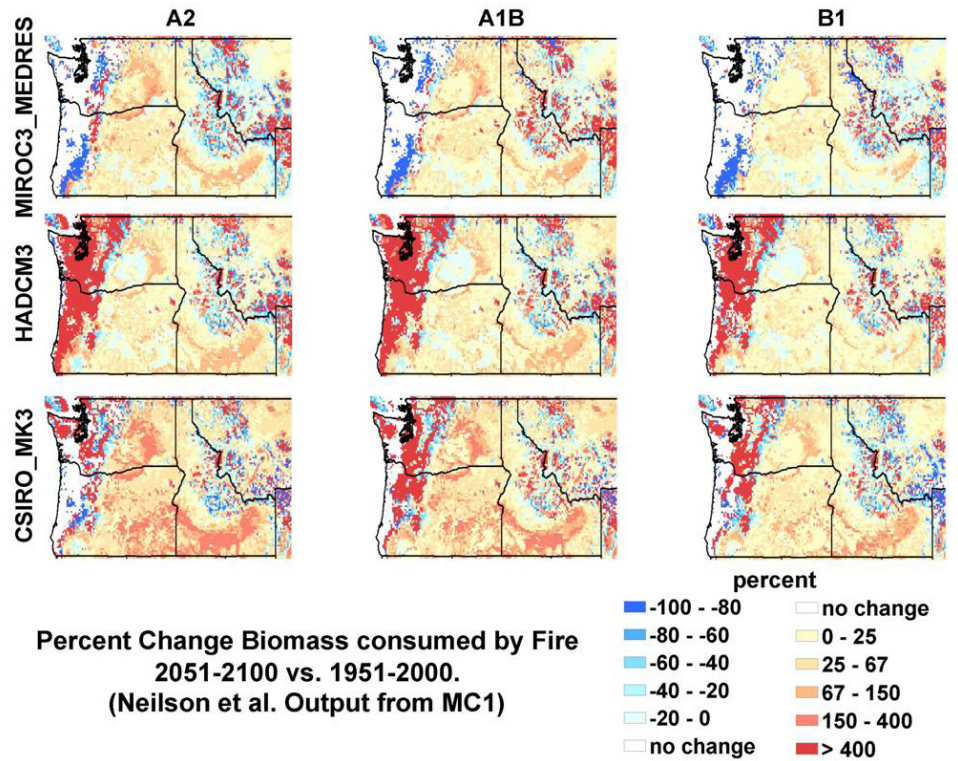 A2 A1B B1
MIROC3_MEDRES
HADCM3
CSIRO_MK3
Percent Change Biomass consumed by Fire
2051-2100 vs. 1951-2000.
(Neilson et al. Output from MC1)
percent
-100 - -80
-80 - -60
-60 - -40
-40 - -20
-20 - 0
no change
no change
0 - 25
25 - 67
67 - 150
150 - 400
> 400